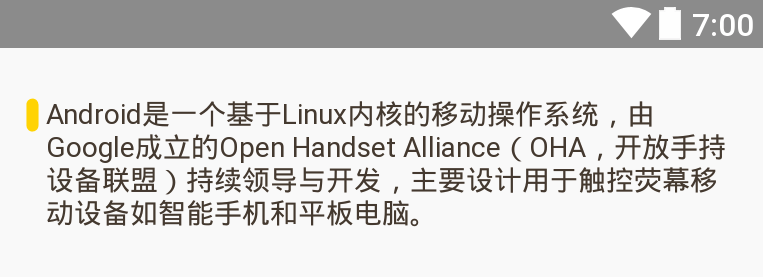 7:00
Android是一个基于Linux内核的移动操作系统，由
Google成立的Open Handset Alliance（OHA，开放手持
设备联盟）持续领导与开发，主要设计用于触控荧幕移
动设备如智能手机和平板电脑。